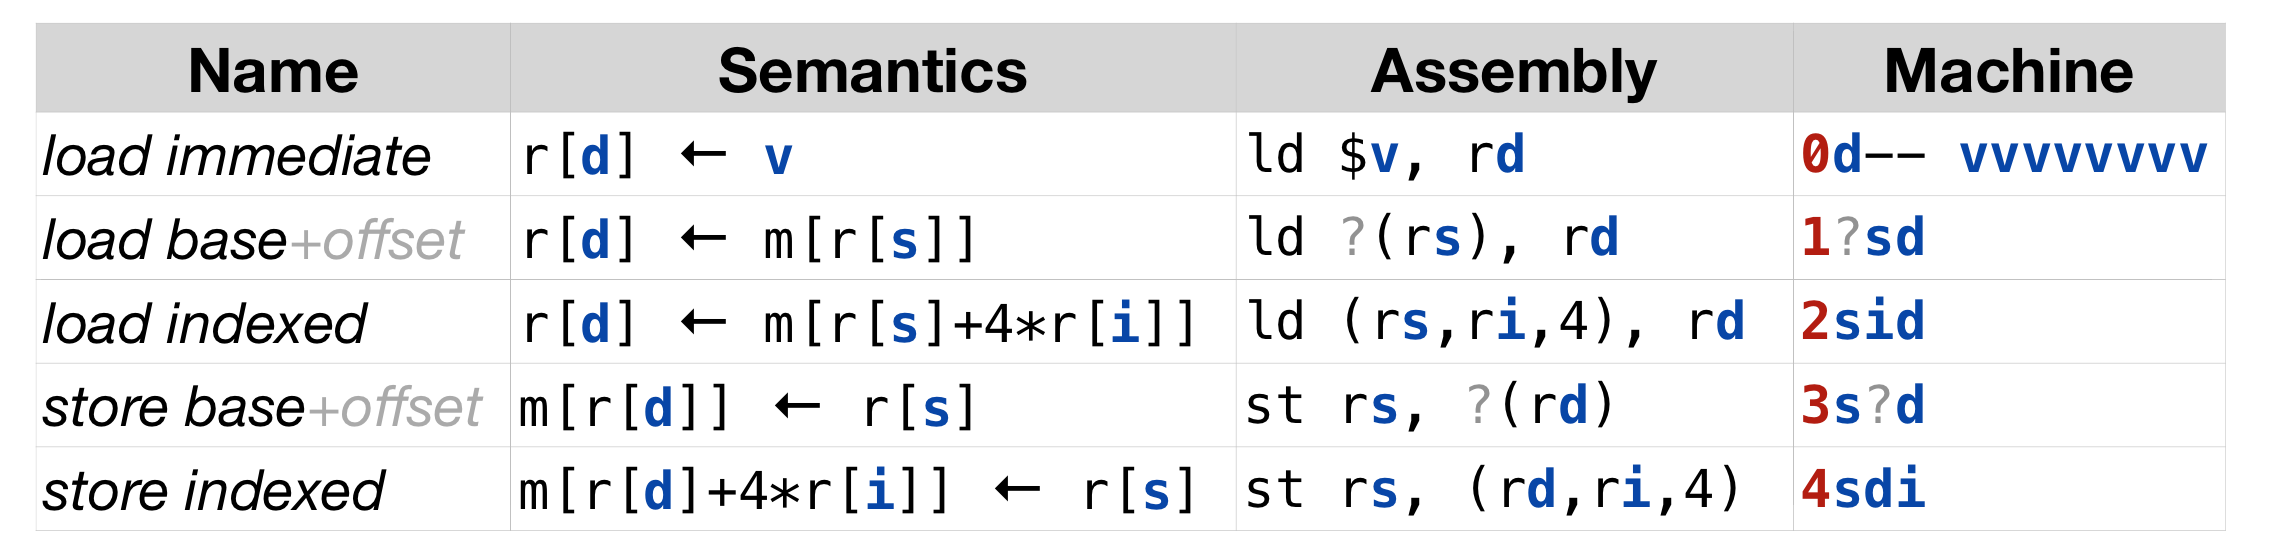 Name Semantics Assembly Machine
load immediate r[d] ← v ld $v, rd 0d-- vvvvvvvv
load base+offset r[d] ← m[r[s]] ld ?(rs), rd 1?sd
load indexed r[d] ← m[r[s]+4*r[i]] ld (rs,ri,4), rd 2sid
store base+offset m[r[d]] ← r[s] st rs, ?(rd) 3s?d
store indexed m[r[d]+4*r[i]] ← r[s] st rs, (rd,ri,4) 4sdi